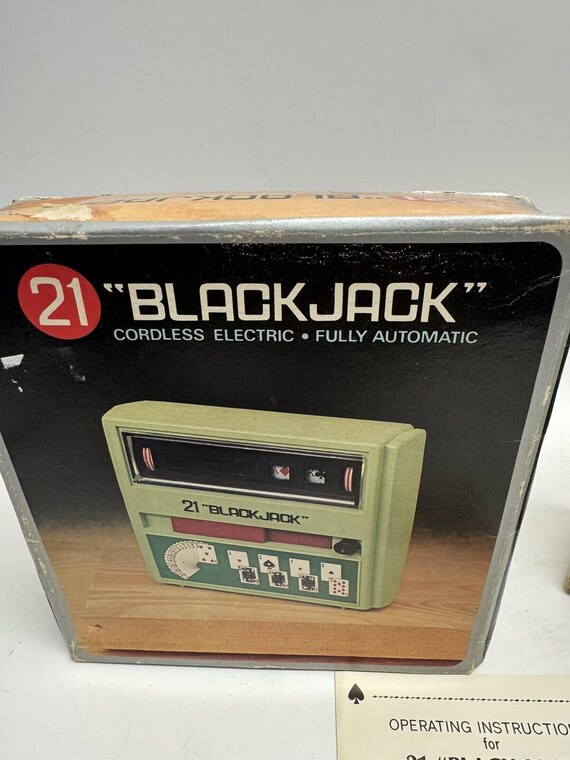 21 "BLACKJACK"
CORDLESS ELECTRIC • FULLY AUTOMATIC
21 "BLACKJACK"
OPERATING INSTRUCTIO
for